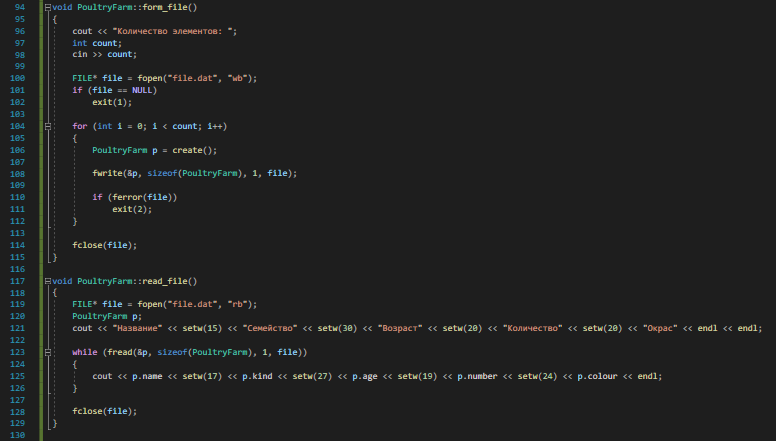 94 void PoultryFarm::form_file()
95 {
96 cout << "Количество элементов: ";
97 int count;
98 cin >> count;
99
100 FILE* file = fopen("file.dat", "wb");
101 if (file == NULL)
102 exit(1);
103
104 for (int i = 0; i < count; i++)
105 {
106 PoultryFarm p = create();
107
108 fwrite(&p, sizeof(PoultryFarm), 1, file);
109
110 if (ferror(file))
111 exit(2);
112 }
113
114 fclose(file);
115 }
116
117 void PoultryFarm::read_file()
118 {
119 FILE* file = fopen("file.dat", "rb");
120 PoultryFarm p;
121 cout << "Название" << setw(15) << "Семейство" << setw(30) << "Возраст" << setw(20) << "Количество" << setw(20) << "Окрас" << endl << endl;
122
123 while (fread(&p, sizeof(PoultryFarm), 1, file))
124 {
125 cout << p.name << setw(17) << p.kind << setw(27) << p.age << setw(19) << p.number << setw(24) << p.colour << endl;
126 }
127
128 fclose(file);
129 }
130